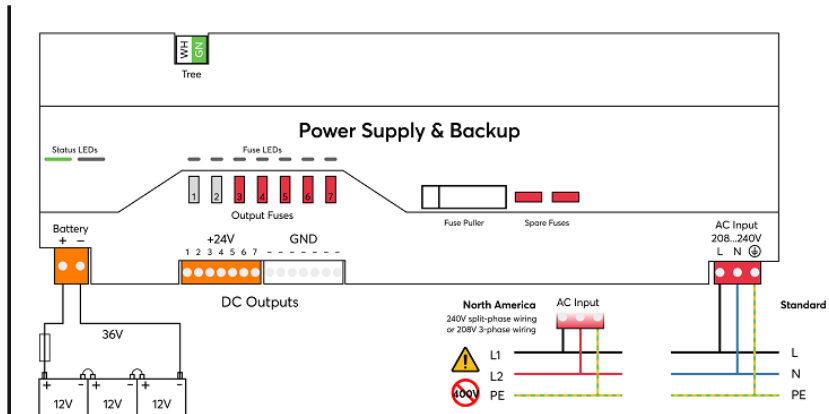 WH GN
Tree
Power Supply & Backup
Status LEDs
Fuse LEDs
1 2 3 4 5 6 7
Output Fuses
Fuse Puller
Spare Fuses
Battery
+ -
+24V
GND
1 2 3 4 5 6 7 - - - - - - -
DC Outputs
AC Input
208...240V
L N
36V
+ - + - + -
12V 12V 12V
North America
240V split-phase wiring
or 208V 3-phase wiring
AC Input
L1
L2
400V
PE
Standard
L
N
PE